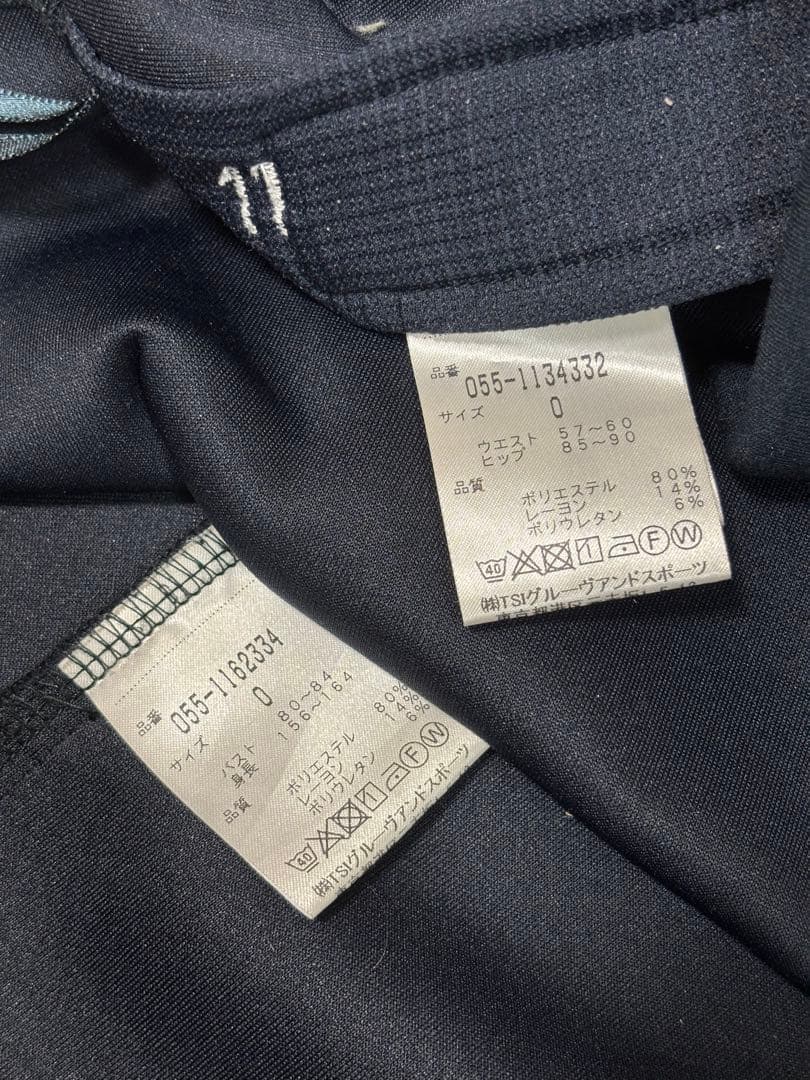 11
品番 055-1134332
サイズ 0
ウエスト 57〜60
ヒップ 85〜90
品質 ポリエステル 80%
レーヨン 14%
ポリウレタン 6%
40 F W
㈱TSIグルーヴアンドスポーツ
品番 055-1162334
サイズ 0
バスト 80〜84
身長 156〜164
品質 ポリエステル 80%
レーヨン 14%
ポリウレタン 6%
40 F W
㈱TSIグルーヴアンドスポーツ